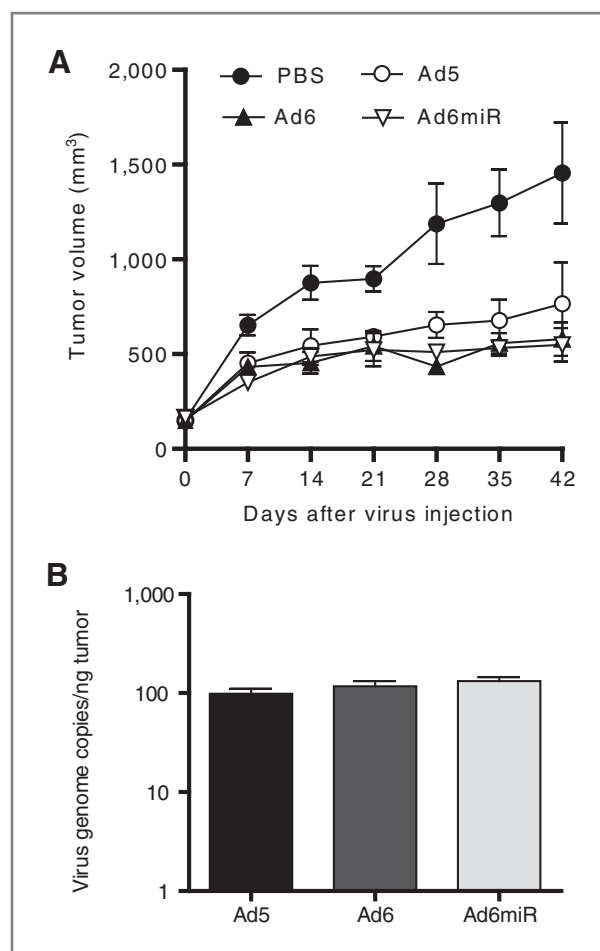 A
2,000
PBS
Ad5
Ad6
Ad6miR
1,500
1,000
500
0
Tumor volume (mm³)
0 7 14 21 28 35 42
Days after virus injection
B
1,000
100
10
1
Virus genome copies/ng tumor
Ad5 Ad6 Ad6miR